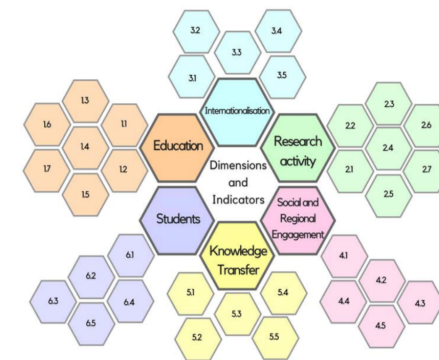 3.2
3.4
3.3
3.1
3.5
Internationalisation
1.3
1.6
1.1
1.4
1.7
1.2
1.5
Education
Research
activity
2.3
2.2
2.6
2.4
2.1
2.7
2.5
Dimensions
and
Indicators
Students
Social and
Regional
Engagement
Knowledge
Transfer
6.1
6.2
6.3
6.4
6.5
5.1
5.4
5.3
5.2
5.5
4.1
4.2
4.4
4.3
4.5